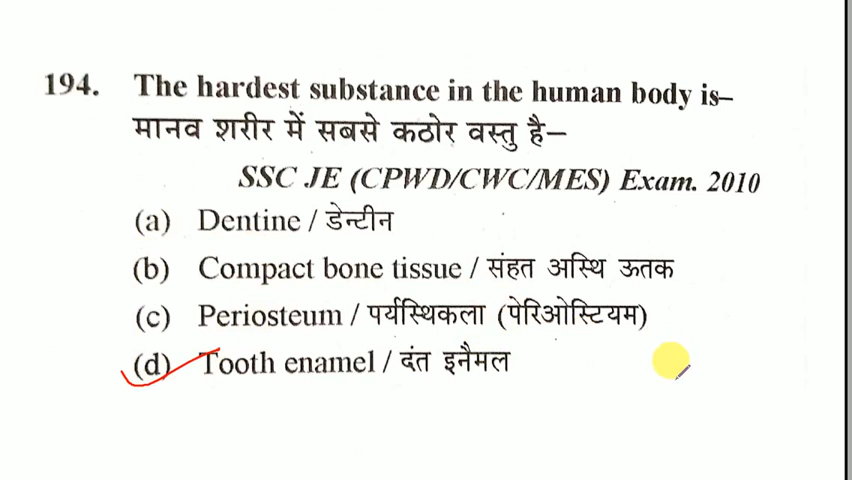 194. The hardest substance in the human body is–
मानव शरीर में सबसे कठोर वस्तु है–
SSC JE (CPWD/CWC/MES) Exam. 2010
(a) Dentine / डेन्टीन
(b) Compact bone tissue / संहत अस्थि ऊतक
(c) Periosteum / पर्यस्थिकला (पेरिओस्टियम)
(d) Tooth enamel / दंत इनैमल